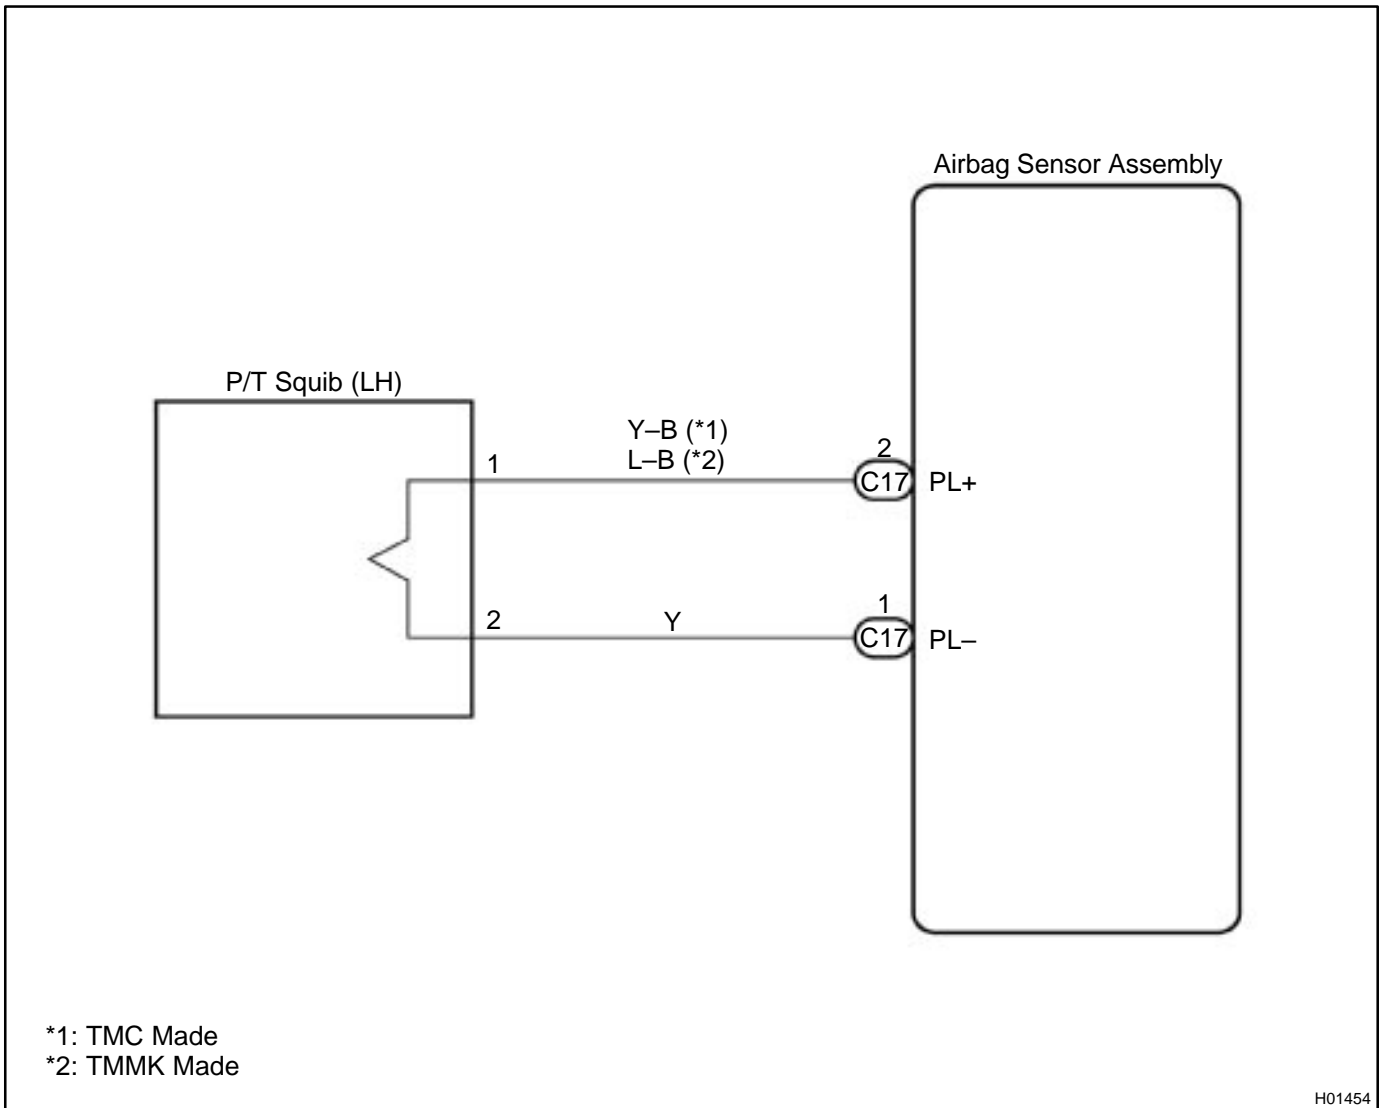 Airbag Sensor Assembly
P/T Squib (LH)
Y–B (*1)
L–B (*2)
1
2
C17
PL+
2
Y
1
C17
PL–
*1: TMC Made
*2: TMMK Made
H01454